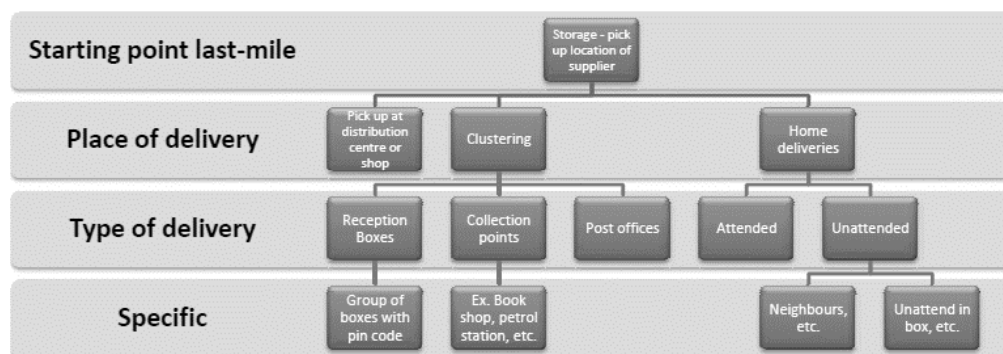 Starting point last-mile
Storage - pick
up location of
supplier
Place of delivery
Pick up at
distribution
centre or
shop
Clustering
Home
deliveries
Type of delivery
Reception
Boxes
Collection
points
Post offices
Attended
Unattended
Specific
Group of
boxes with
pin code
Ex. Book
shop, petrol
station, etc.
Neighbours,
etc.
Unattend in
box, etc.